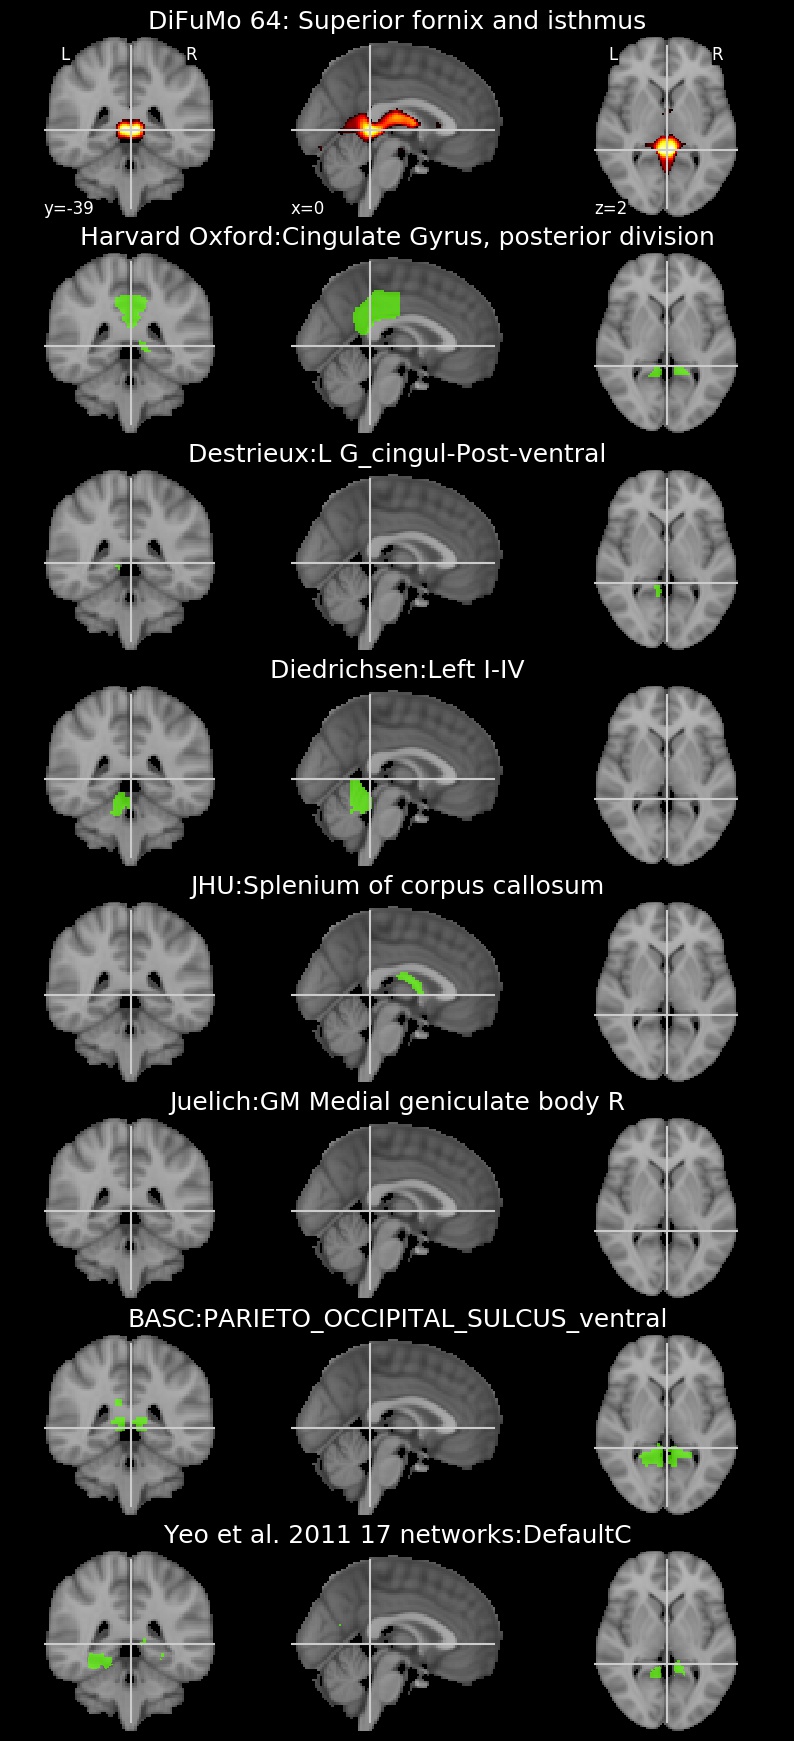 DiFuMo 64: Superior fornix and isthmus
L R L R
y=-39 x=0 z=2
Harvard Oxford:Cingulate Gyrus, posterior division
Destrieux:L G_cingul-Post-ventral
Diedrichsen:Left I-IV
JHU:Splenium of corpus callosum
Juelich:GM Medial geniculate body R
BASC:PARIETO_OCCIPITAL_SULCUS_ventral
Yeo et al. 2011 17 networks:DefaultC